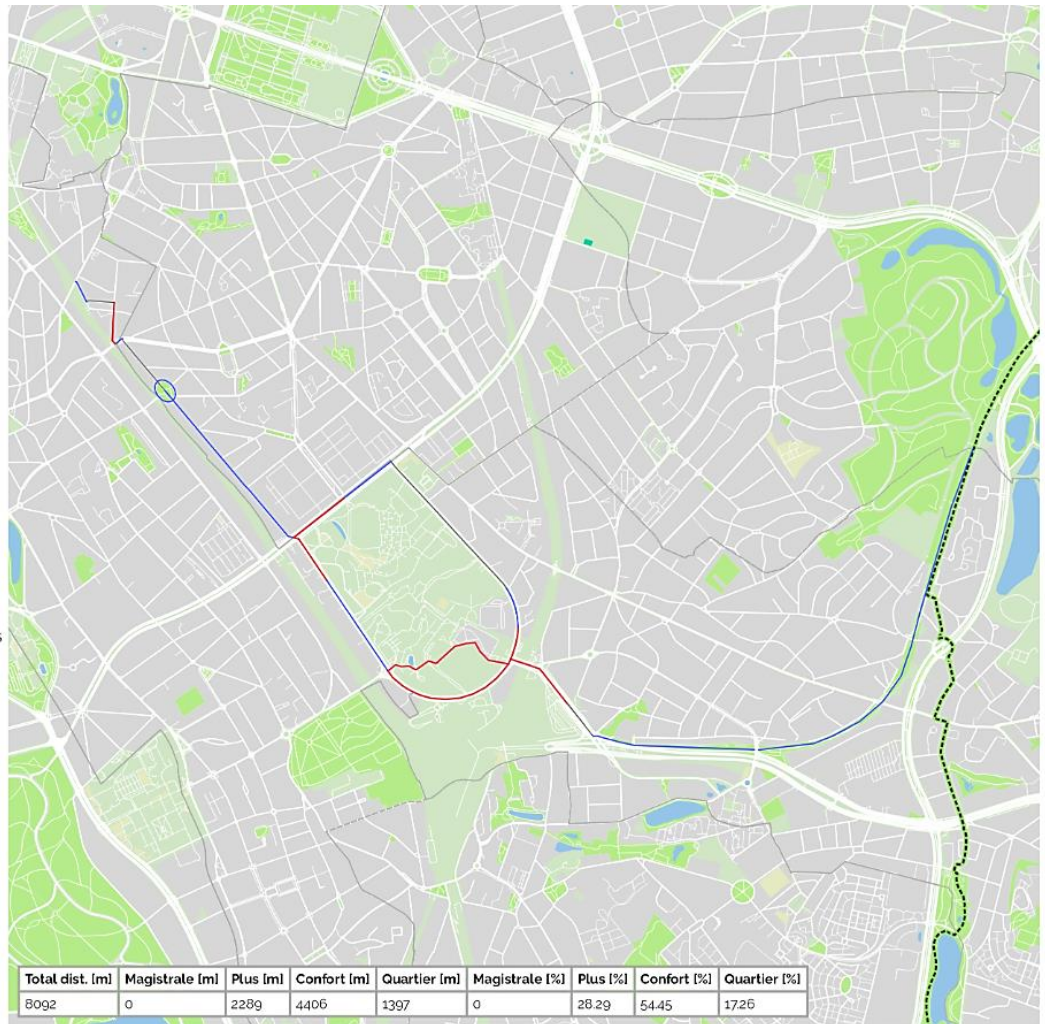 Total dist. [m] Magistrale [m] Plus [m] Confort [m] Quartier [m] Magistrale [%] Plus [%] Confort [%] Quartier [%]
8092 0 2289 4406 1397 0 28.29 54.45 17.26